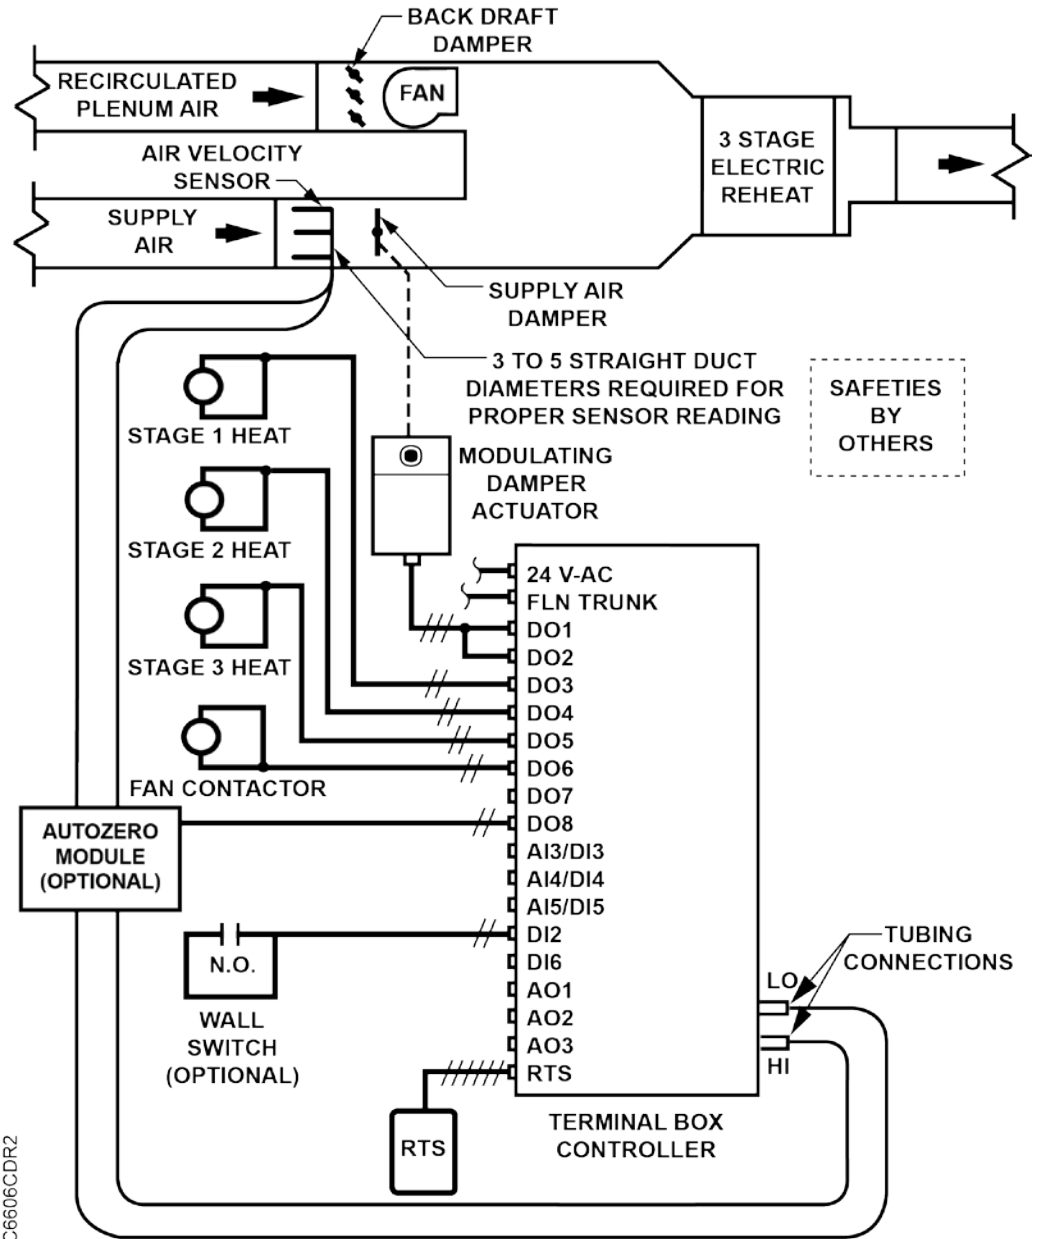 BACK DRAFT
DAMPER
RECIRCULATED
PLENUM AIR
FAN
AIR VELOCITY
SENSOR
3 STAGE
ELECTRIC
REHEAT
SUPPLY
AIR
SUPPLY AIR
DAMPER
3 TO 5 STRAIGHT DUCT
DIAMETERS REQUIRED FOR
PROPER SENSOR READING
SAFETIES
BY
OTHERS
STAGE 1 HEAT
MODULATING
DAMPER
ACTUATOR
STAGE 2 HEAT
STAGE 3 HEAT
FAN CONTACTOR
24 V-AC
FLN TRUNK
DO1
DO2
DO3
DO4
DO5
DO6
DO7
DO8
AI3/DI3
AI4/DI4
AI5/DI5
DI2
DI6
AO1
AO2
AO3
RTS
AUTOZERO
MODULE
(OPTIONAL)
N.O.
WALL
SWITCH
(OPTIONAL)
TUBING
CONNECTIONS
LO
HI
RTS
TERMINAL BOX
CONTROLLER
C6606CDR2